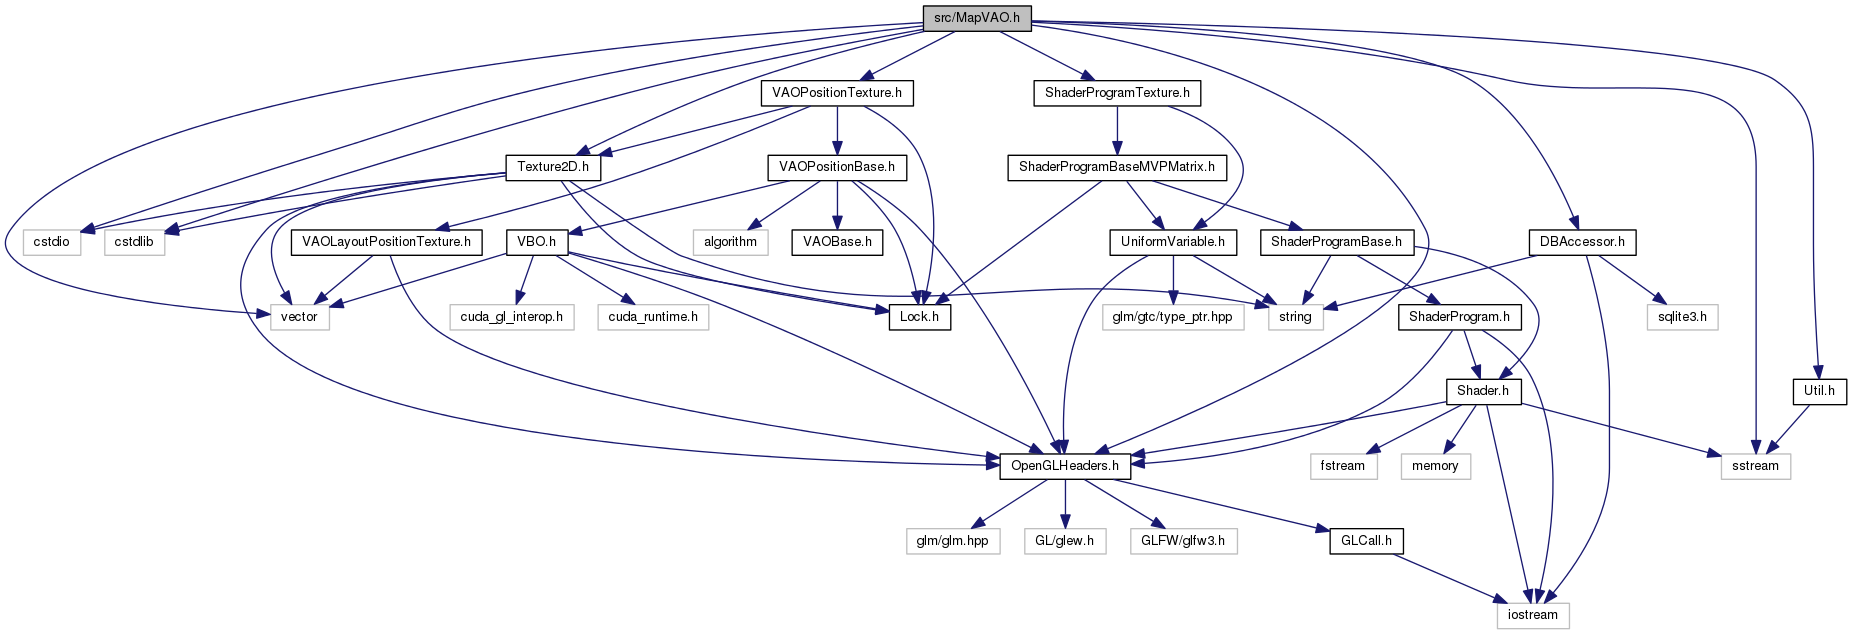 src/MapVAO.h
VAOPositionTexture.h
ShaderProgramTexture.h
Texture2D.h
VAOPositionBase.h
ShaderProgramBaseMVPMatrix.h
cstdio
cstdlib
VAOLayoutPositionTexture.h
VBO.h
algorithm
VAOBase.h
UniformVariable.h
ShaderProgramBase.h
DBAccessor.h
vector
cuda_gl_interop.h
cuda_runtime.h
Lock.h
glm/gtc/type_ptr.hpp
string
ShaderProgram.h
sqlite3.h
Shader.h
Util.h
OpenGLHeaders.h
fstream
memory
sstream
glm/glm.hpp
GL/glew.h
GLFW/glfw3.h
GLCall.h
iostream